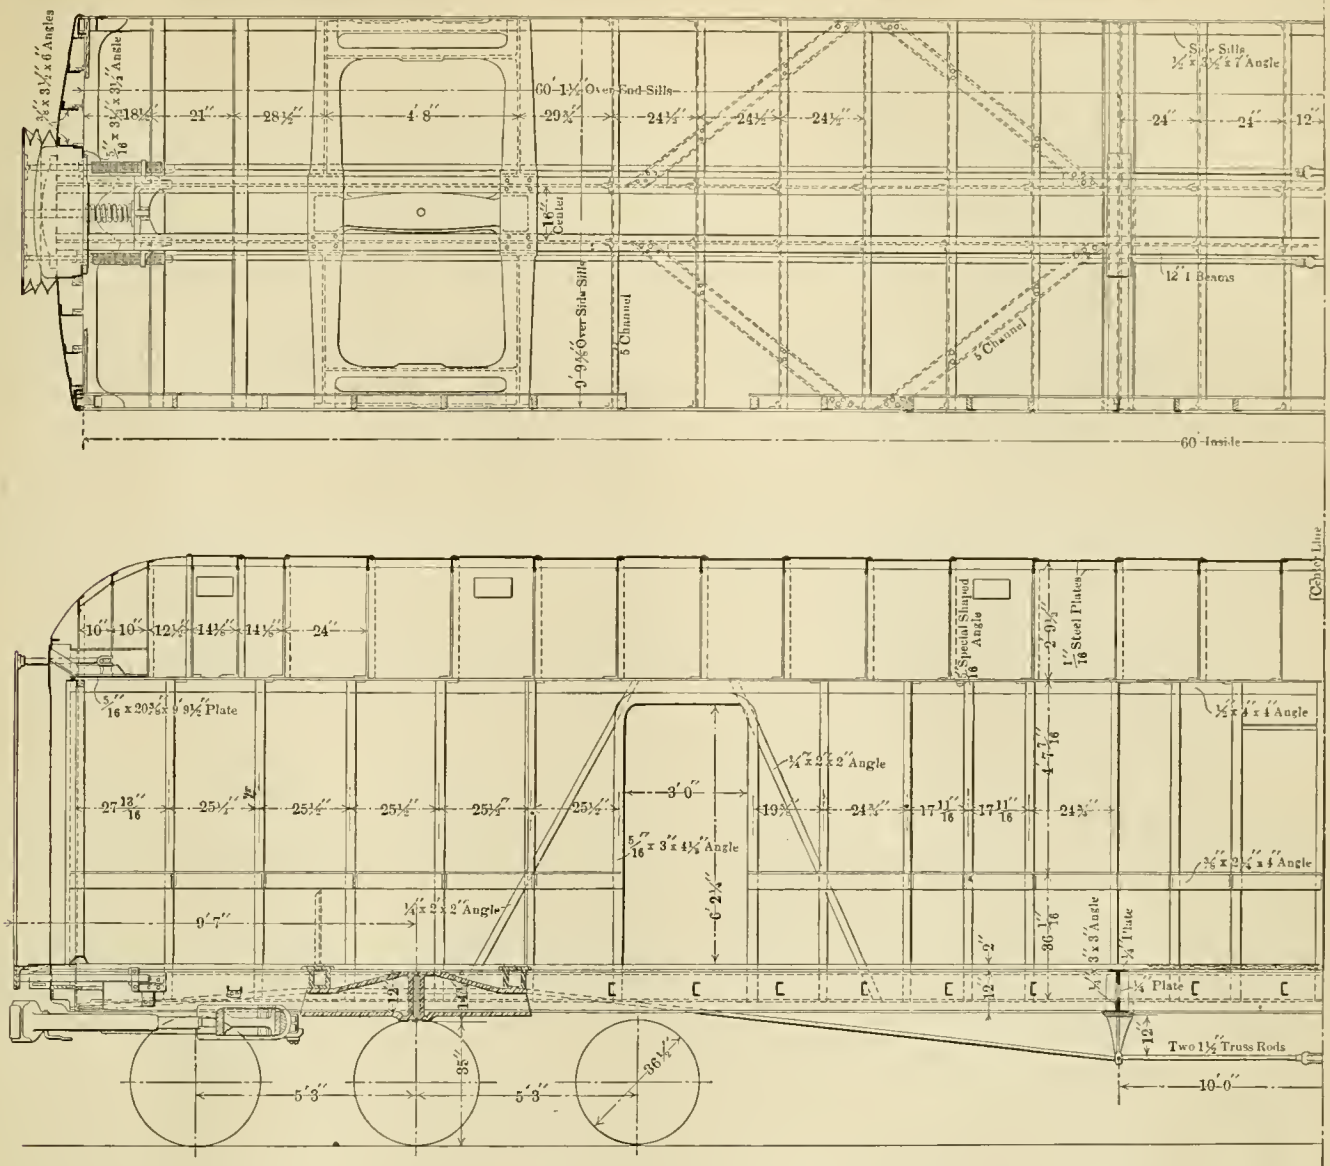 3/8" x 3 1/2" x 6" Angles
5/16" x 3 1/2" x 3 1/2" Angle
Side Sills
1/2" x 3 1/2" x 7" Angle
60'-1 1/2" Over End Sills
18 1/2"
21"
28 1/2"
4'-8"
24 1/2"
24 1/2"
24 1/2"
24"
24"
12"
16"
Center
12" I Beams
Over Side Sills
5" Channel
5" Channel
60' Inside
Center Line
10"
10"
12 1/2"
14 1/8"
14 1/8"
24"
5/16" Special Shaped
Angle
2'-9 1/2"
1/16" Steel Plates
5/16" x 20 3/8" x 9' 9 1/2" Plate
1/2" x 4" x 4" Angle
4'-7 7/16"
1/4" x 2" x 2" Angle
27 13/16"
25 1/2"
25 1/2"
25 1/2"
25 1/2"
25 1/2"
3'0"
24 3/4"
17 11/16"
17 11/16"
24 3/4"
5/16" x 3" x 4 1/2" Angle
3/8" x 2 1/4" x 4" Angle
6'-2 1/4"
1/4" x 2" x 2" Angle
9'-7"
36 1/16"
3" x 3" Angle
1/4" Plate
2"
12"
1/4" Plate
12"
14"
12"
Two 1 1/2" Truss Rods
35"
36 1/2"
5'3"
5'3"
10'-0"